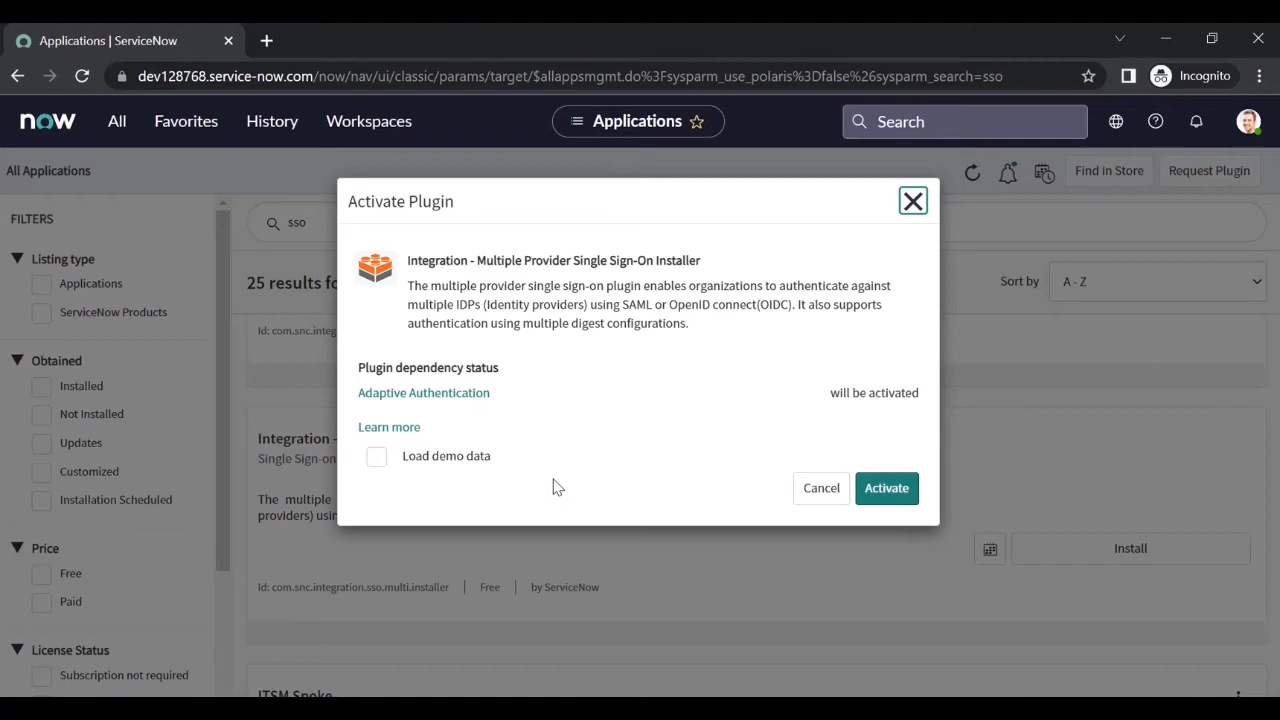 Applications | ServiceNow
dev128768.service-now.com/now/nav/ui/classic/params/target/$allappsmgmt.do%3Fsysparm_use_polaris%3Dfalse%26sysparm_search=sso
Incognito
now
All
Favorites
History
Workspaces
Applications
Search
All Applications
Find in Store
Request Plugin
FILTERS
Listing type
Applications
ServiceNow Products
Obtained
Installed
Not Installed
Updates
Customized
Installation Scheduled
Price
Free
Paid
License Status
Subscription not required
sso
25 results fo
Sort by
A - Z
Id: com.snc.integ
Integration -
Single Sign-on
The multiple
providers) usin
Install
Id: com.snc.integration.sso.multi.installer
Free
by ServiceNow
ITSM Spoke
Activate Plugin
Integration - Multiple Provider Single Sign-On Installer
The multiple provider single sign-on plugin enables organizations to authenticate against
multiple IDPs (Identity providers) using SAML or OpenID connect(OIDC). It also supports
authentication using multiple digest configurations.
Plugin dependency status
Adaptive Authentication
will be activated
Learn more
Load demo data
Cancel
Activate